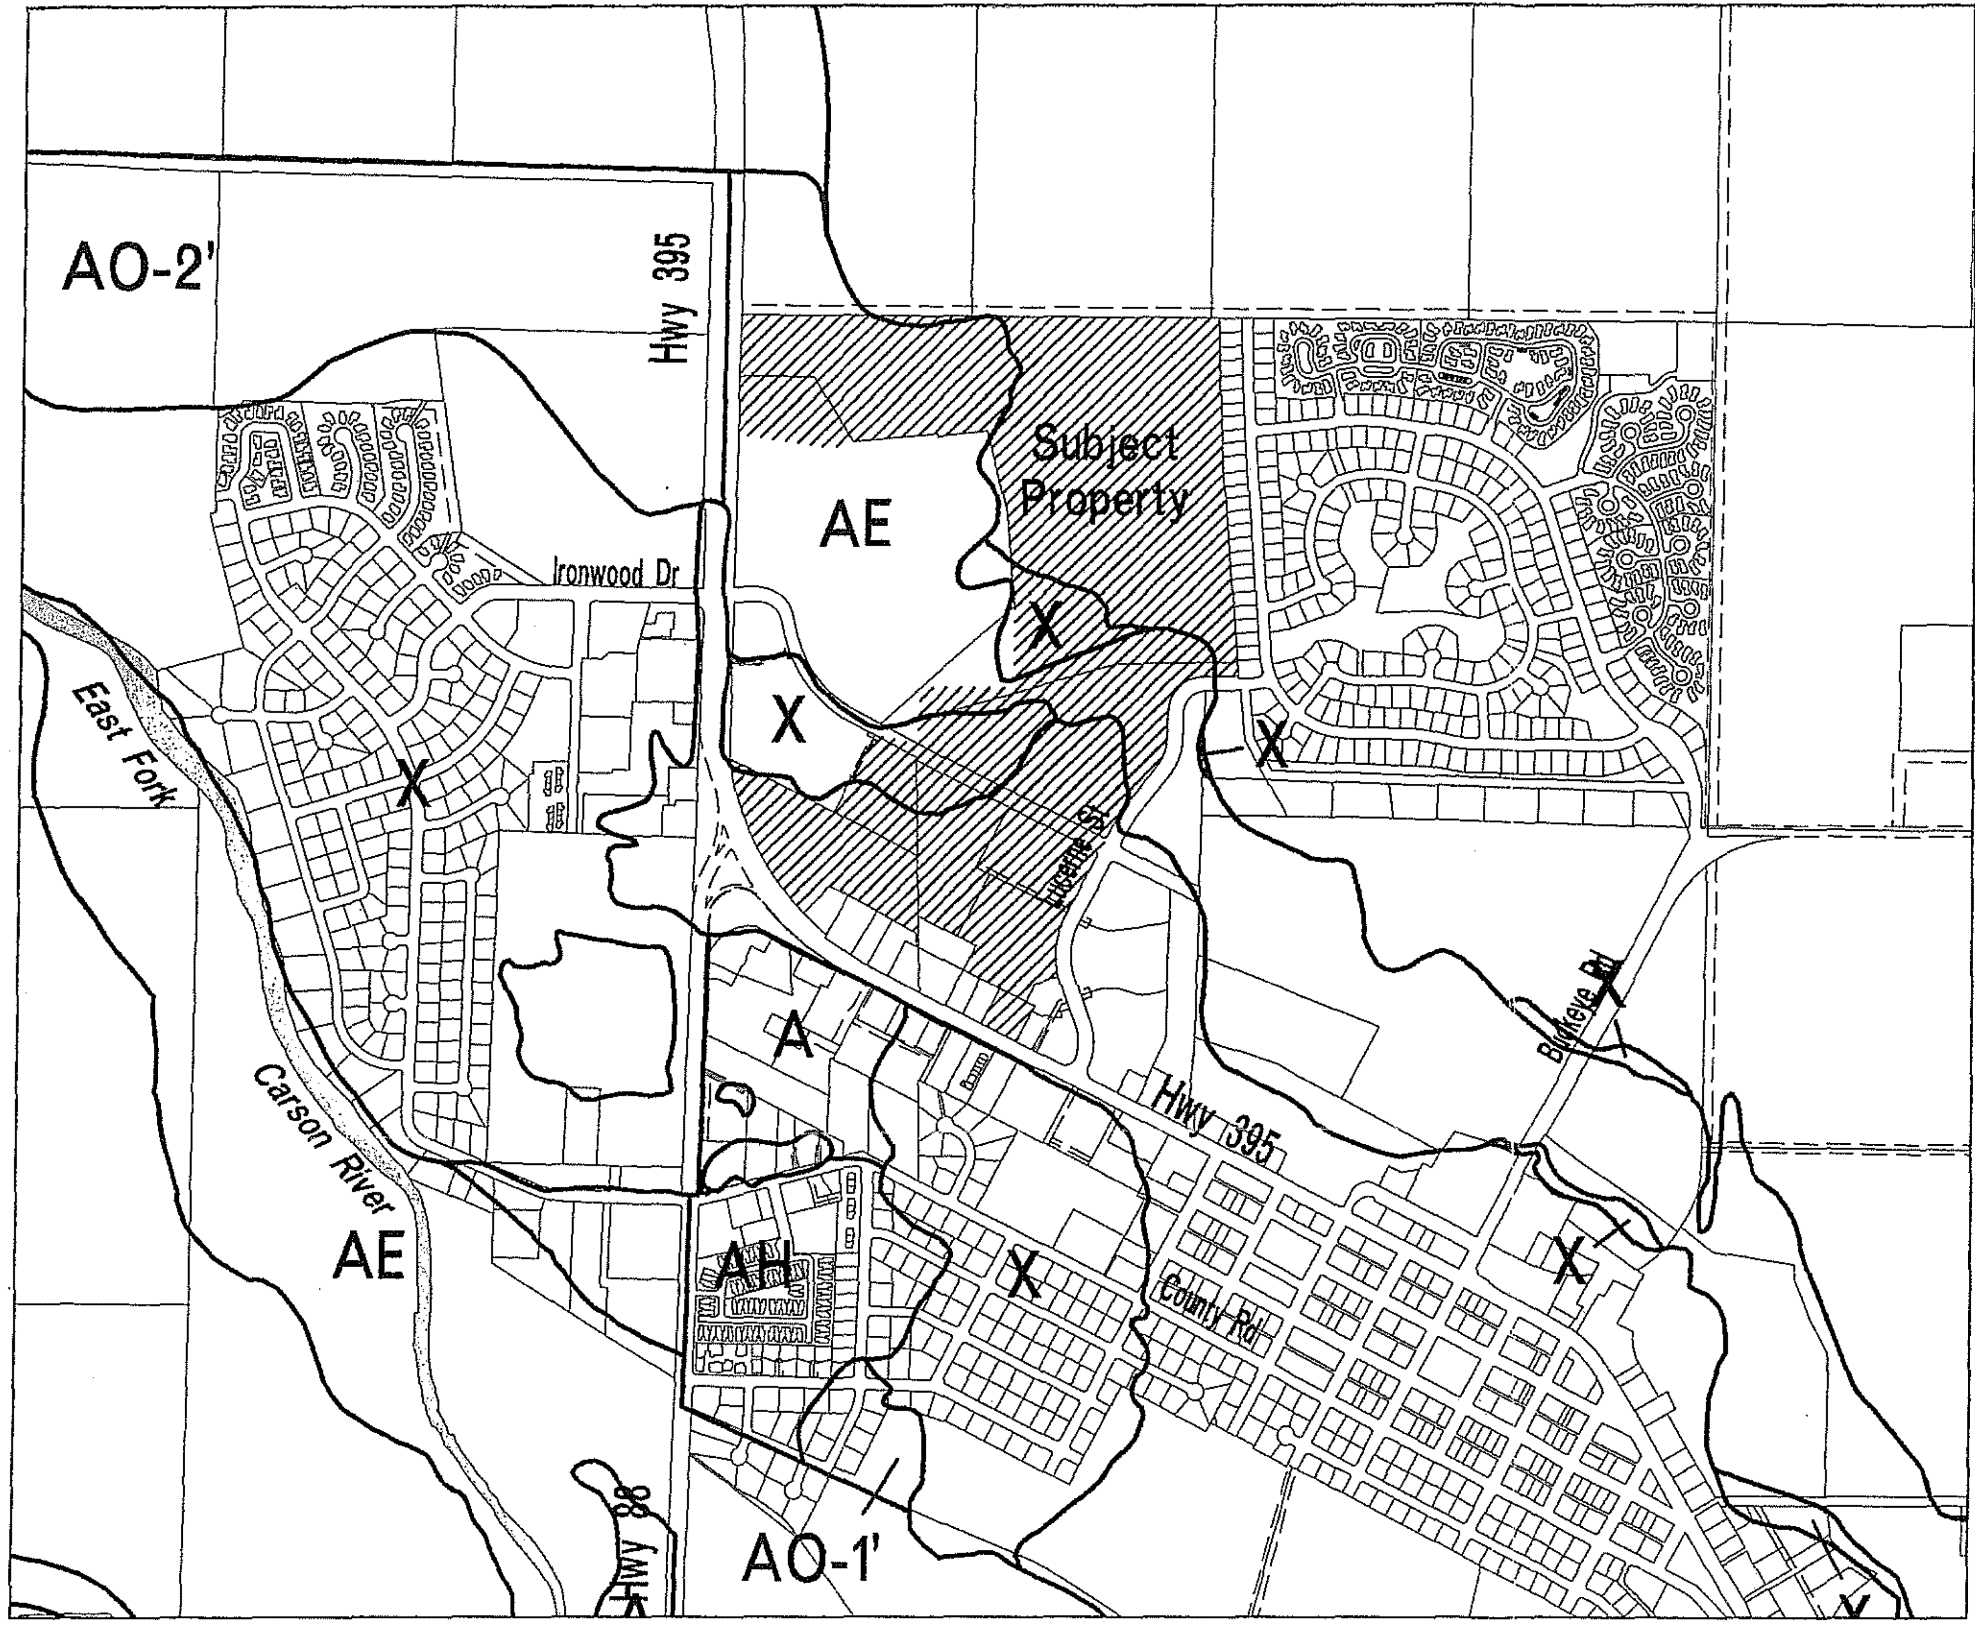 AO-2'
Hwy 395
Subject
Property
AE
Ironwood Dr
X
X
X
East Fork
X
Lucerne St
X
Buckeye Rd
A
Carson River
Hwy 395
AE
AH
X
X
County Rd
Hwy 88
AO-1'
A
X